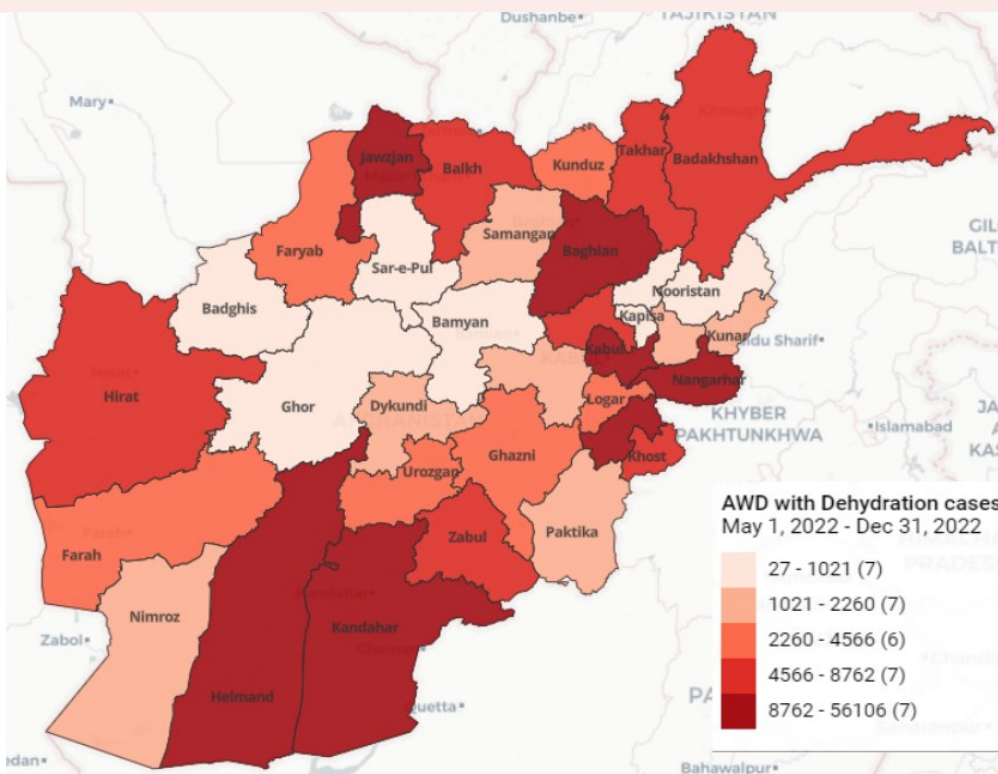 Dushanbe
TAJIKISTAN
Mary
Jawzjan
Balkh
Kunduz
Takhar
Badakhshan
Khorugh
Faryab
Samangan
Baghlan
Sar-e-Pul
Badghis
Bamyan
Nooristan
Kapisa
Kunar
Hirat
Kabul
Nangarhar
Ghor
Dykundi
Logar
KHYBER
PAKHTUNKHWA
Islamabad
Khost
Urozgan
Ghazni
Farah
Zabul
Paktika
Nimroz
Zabol
Kandahar
Helmand
Quetta
Bahawalpur
AWD with Dehydration cases
May 1, 2022 - Dec 31, 2022
27 - 1021 (7)
1021 - 2260 (7)
2260 - 4566 (6)
4566 - 8762 (7)
8762 - 56106 (7)